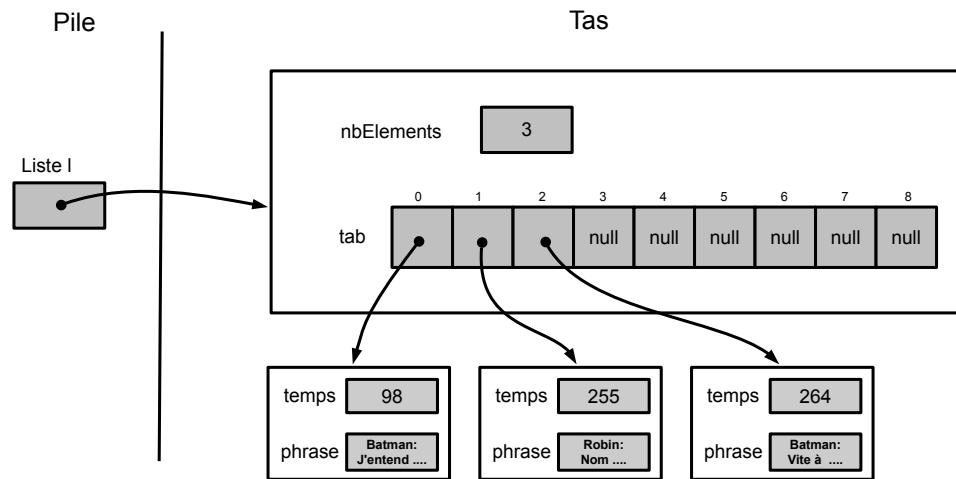 Pile
Tas
nbElements
3
Liste l
0 1 2 3 4 5 6 7 8
tab
null null null null null null
temps 98
temps 255
temps 264
phrase
Batman:
J'entend ....
phrase
Robin:
Nom ....
phrase
Batman:
Vite à ....